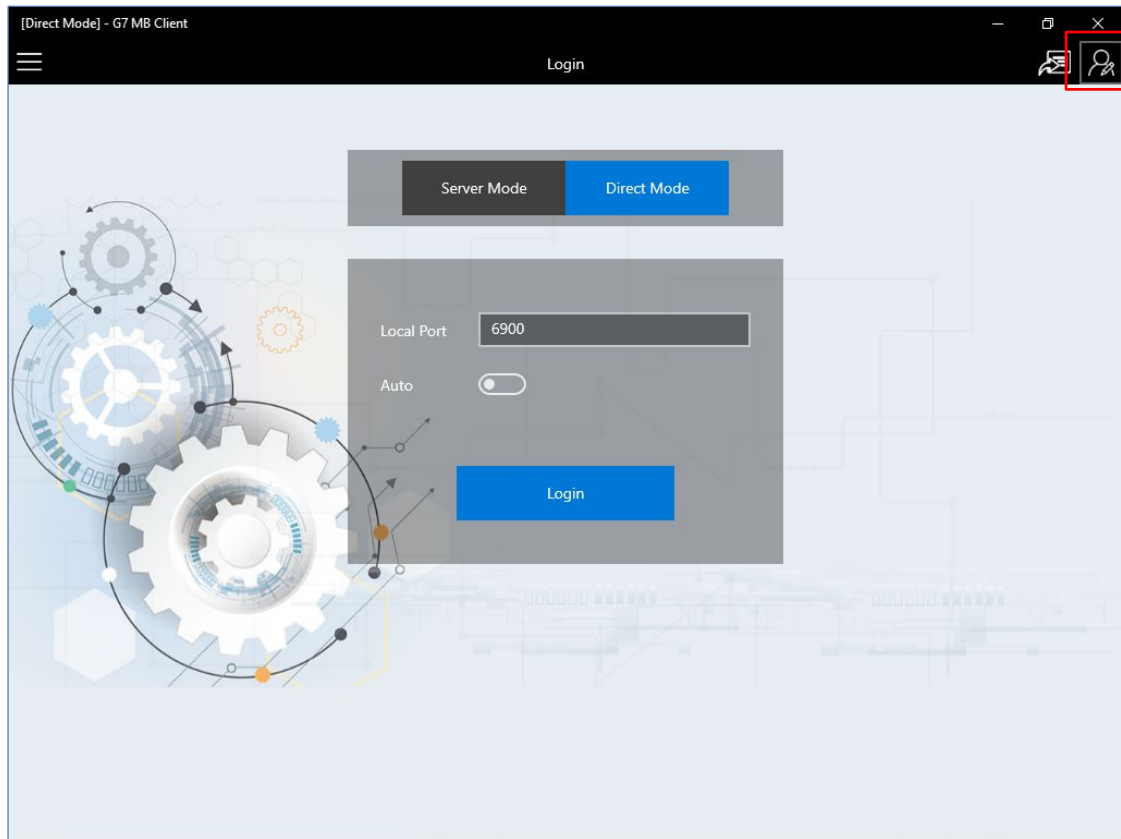 [Direct Mode] - G7 MB Client
Login
Server Mode
Direct Mode
Local Port
6900
Auto
Login